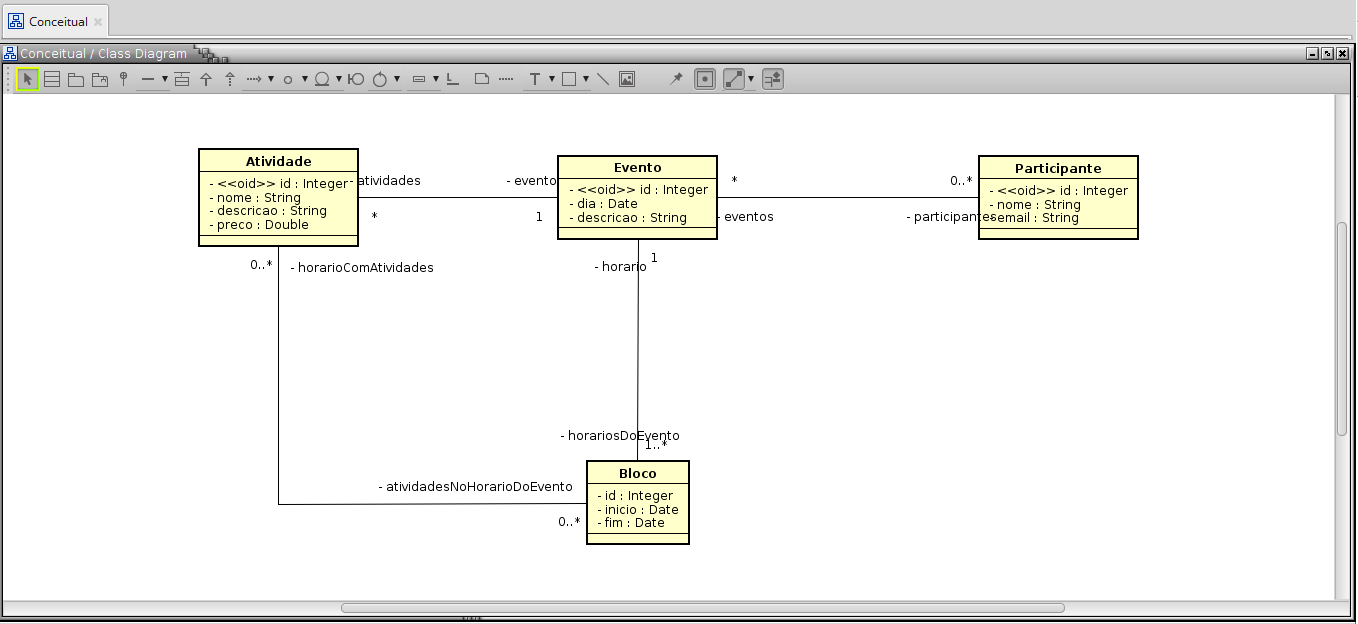 Conceitual
Conceitual / Class Diagram
T
Atividade
- <<oid>> id : Integer
- nome : String
- descricao : String
- preco : Double
- atividades
*
- evento
1
Evento
- <<oid>> id : Integer
- dia : Date
- descricao : String
*
- eventos
0..*
- participantes
Participante
- <<oid>> id : Integer
- nome : String
- email : String
0..*
- horarioComAtividades
1
- horario
- horariosDoEvento
1..*
Bloco
- id : Integer
- inicio : Date
- fim : Date
- atividadesNoHorarioDoEvento
0..*